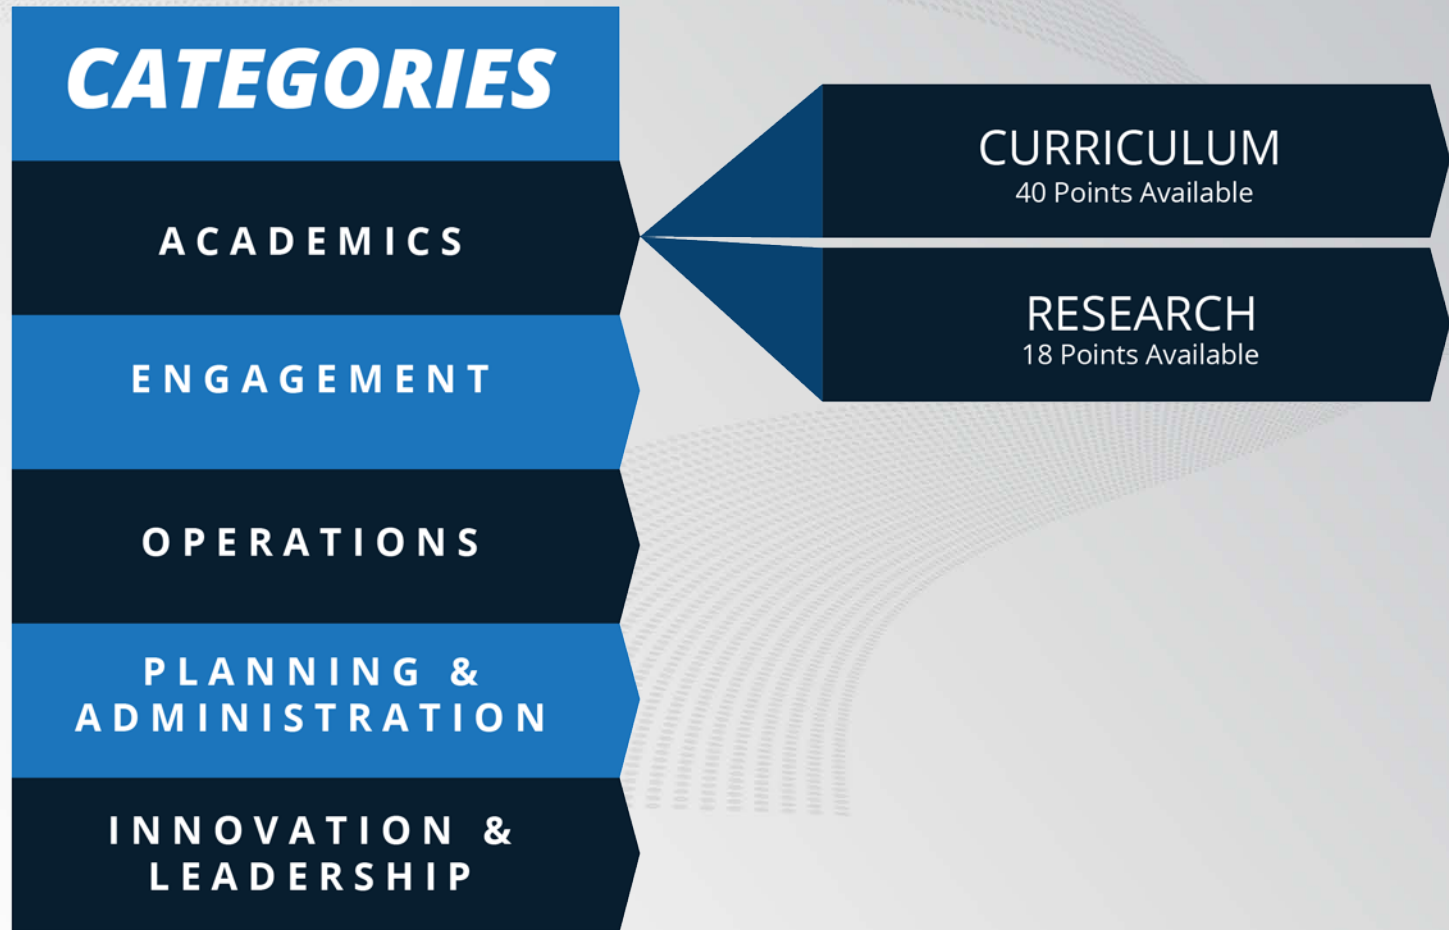 CATEGORIES
ACADEMICS
ENGAGEMENT
OPERATIONS
PLANNING &
ADMINISTRATION
INNOVATION &
LEADERSHIP
CURRICULUM
40 Points Available
RESEARCH
18 Points Available